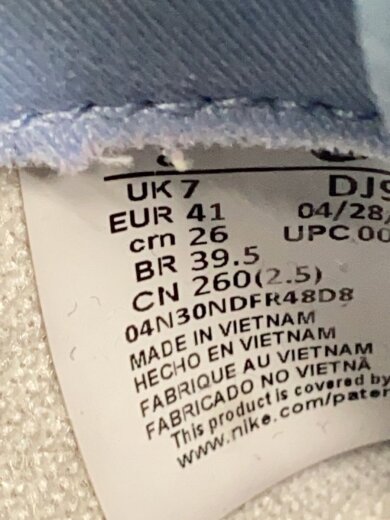 UK 7 DJ9
EUR 41 04/28
crn 26 UPC 00
BR 39.5
CN 260(2.5)
04N30NDFR48D8
MADE IN VIETNAM
HECHO EN VIETNAM
FABRIQUE AU VIETNAM
FABRICADO NO VIETNÃ
This product is covered by
www.nike.com/paten